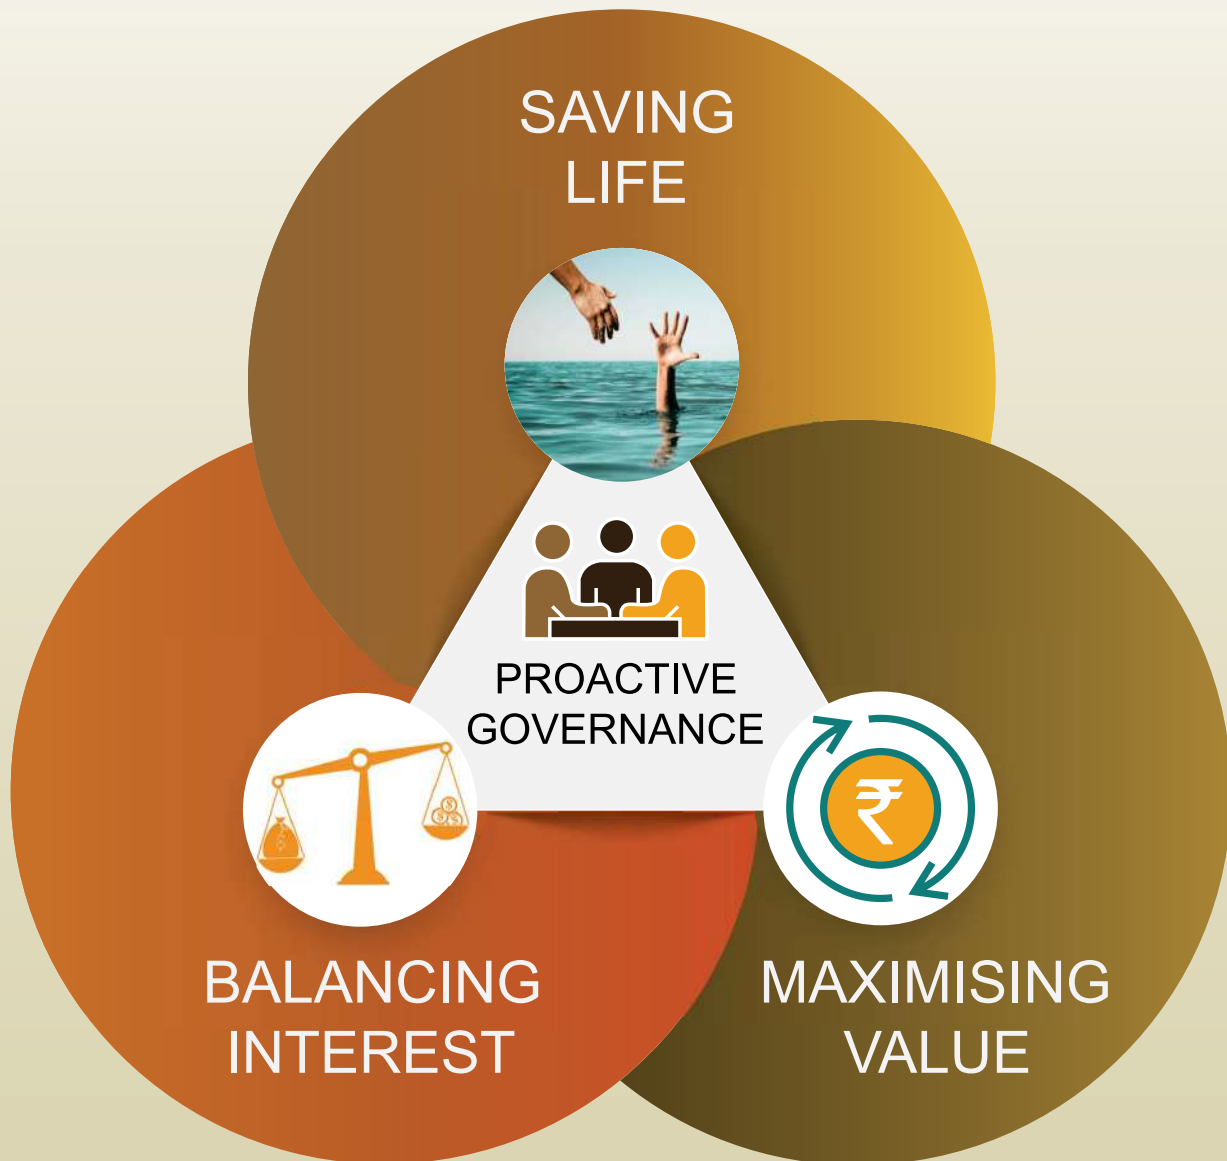 SAVING
LIFE
PROACTIVE
GOVERNANCE
₹
BALANCING
INTEREST
MAXIMISING
VALUE